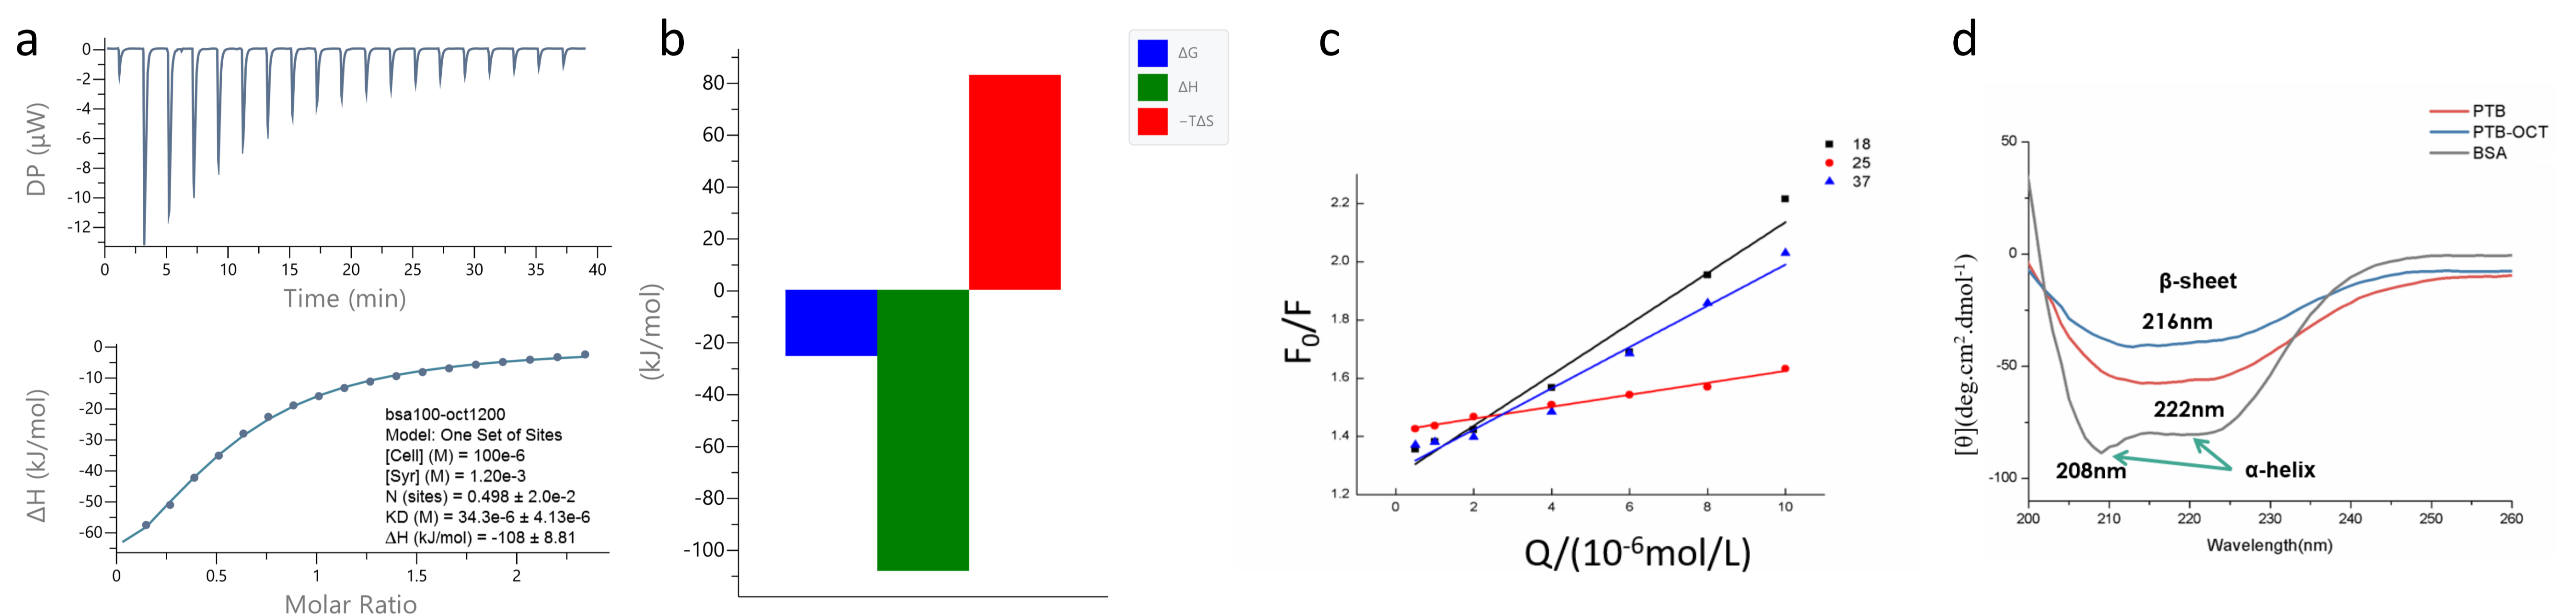 a
0
-2
-4
-6
-8
-10
-12
DP (µW)
0 5 10 15 20 25 30 35 40
Time (min)
0
-10
-20
-30
-40
-50
-60
ΔH (kJ/mol)
bsa100-oct1200
Model: One Set of Sites
[Cell] (M) = 100e-6
[Syr] (M) = 1.20e-3
N (sites) = 0.498 ± 2.0e-2
KD (M) = 34.3e-6 ± 4.13e-6
ΔH (kJ/mol) = -108 ± 8.81
0 0.5 1 1.5 2
Molar Ratio
b
80
60
40
20
0
-20
-40
-60
-80
-100
(kJ/mol)
ΔG
ΔH
−TΔS
c
18
25
37
2.2
2.0
1.8
1.6
1.4
1.2
F₀/F
0 2 4 6 8 10
Q/(10⁻⁶mol/L)
d
PTB
PTB-OCT
BSA
50
0
-50
-100
[θ](deg.cm².dmol⁻¹)
β-sheet
216nm
222nm
208nm
α-helix
200 210 220 230 240 250 260
Wavelength(nm)